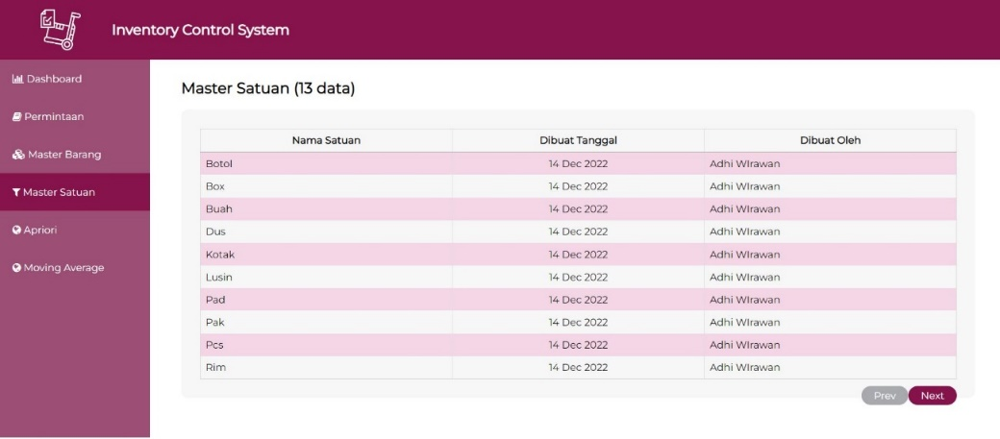 Inventory Control System
Dashboard
Permintaan
Master Barang
Master Satuan
Apriori
Moving Average
Master Satuan (13 data)
Nama Satuan Dibuat Tanggal Dibuat Oleh
Botol 14 Dec 2022 Adhi WIrawan
Box 14 Dec 2022 Adhi WIrawan
Buah 14 Dec 2022 Adhi WIrawan
Dus 14 Dec 2022 Adhi WIrawan
Kotak 14 Dec 2022 Adhi WIrawan
Lusin 14 Dec 2022 Adhi WIrawan
Pad 14 Dec 2022 Adhi WIrawan
Pak 14 Dec 2022 Adhi WIrawan
Pcs 14 Dec 2022 Adhi WIrawan
Rim 14 Dec 2022 Adhi WIrawan
Prev Next